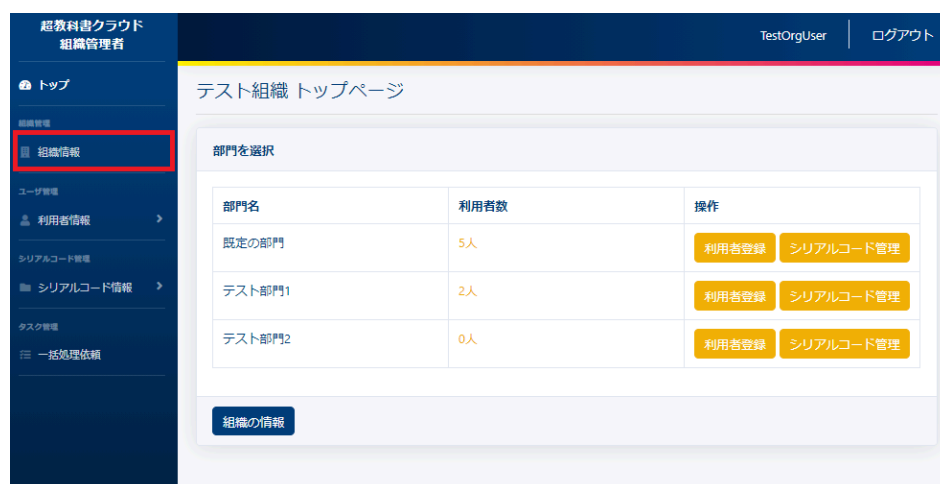 超教科書クラウド
組織管理者
TestOrgUser
ログアウト
トップ
組織管理
組織情報
ユーザ管理
利用者情報
シリアルコード管理
シリアルコード情報
タスク管理
一括処理依頼
テスト組織 トップページ
部門を選択
部門名 利用者数 操作
既定の部門 5人 利用者登録 シリアルコード管理
テスト部門1 2人 利用者登録 シリアルコード管理
テスト部門2 0人 利用者登録 シリアルコード管理
組織の情報